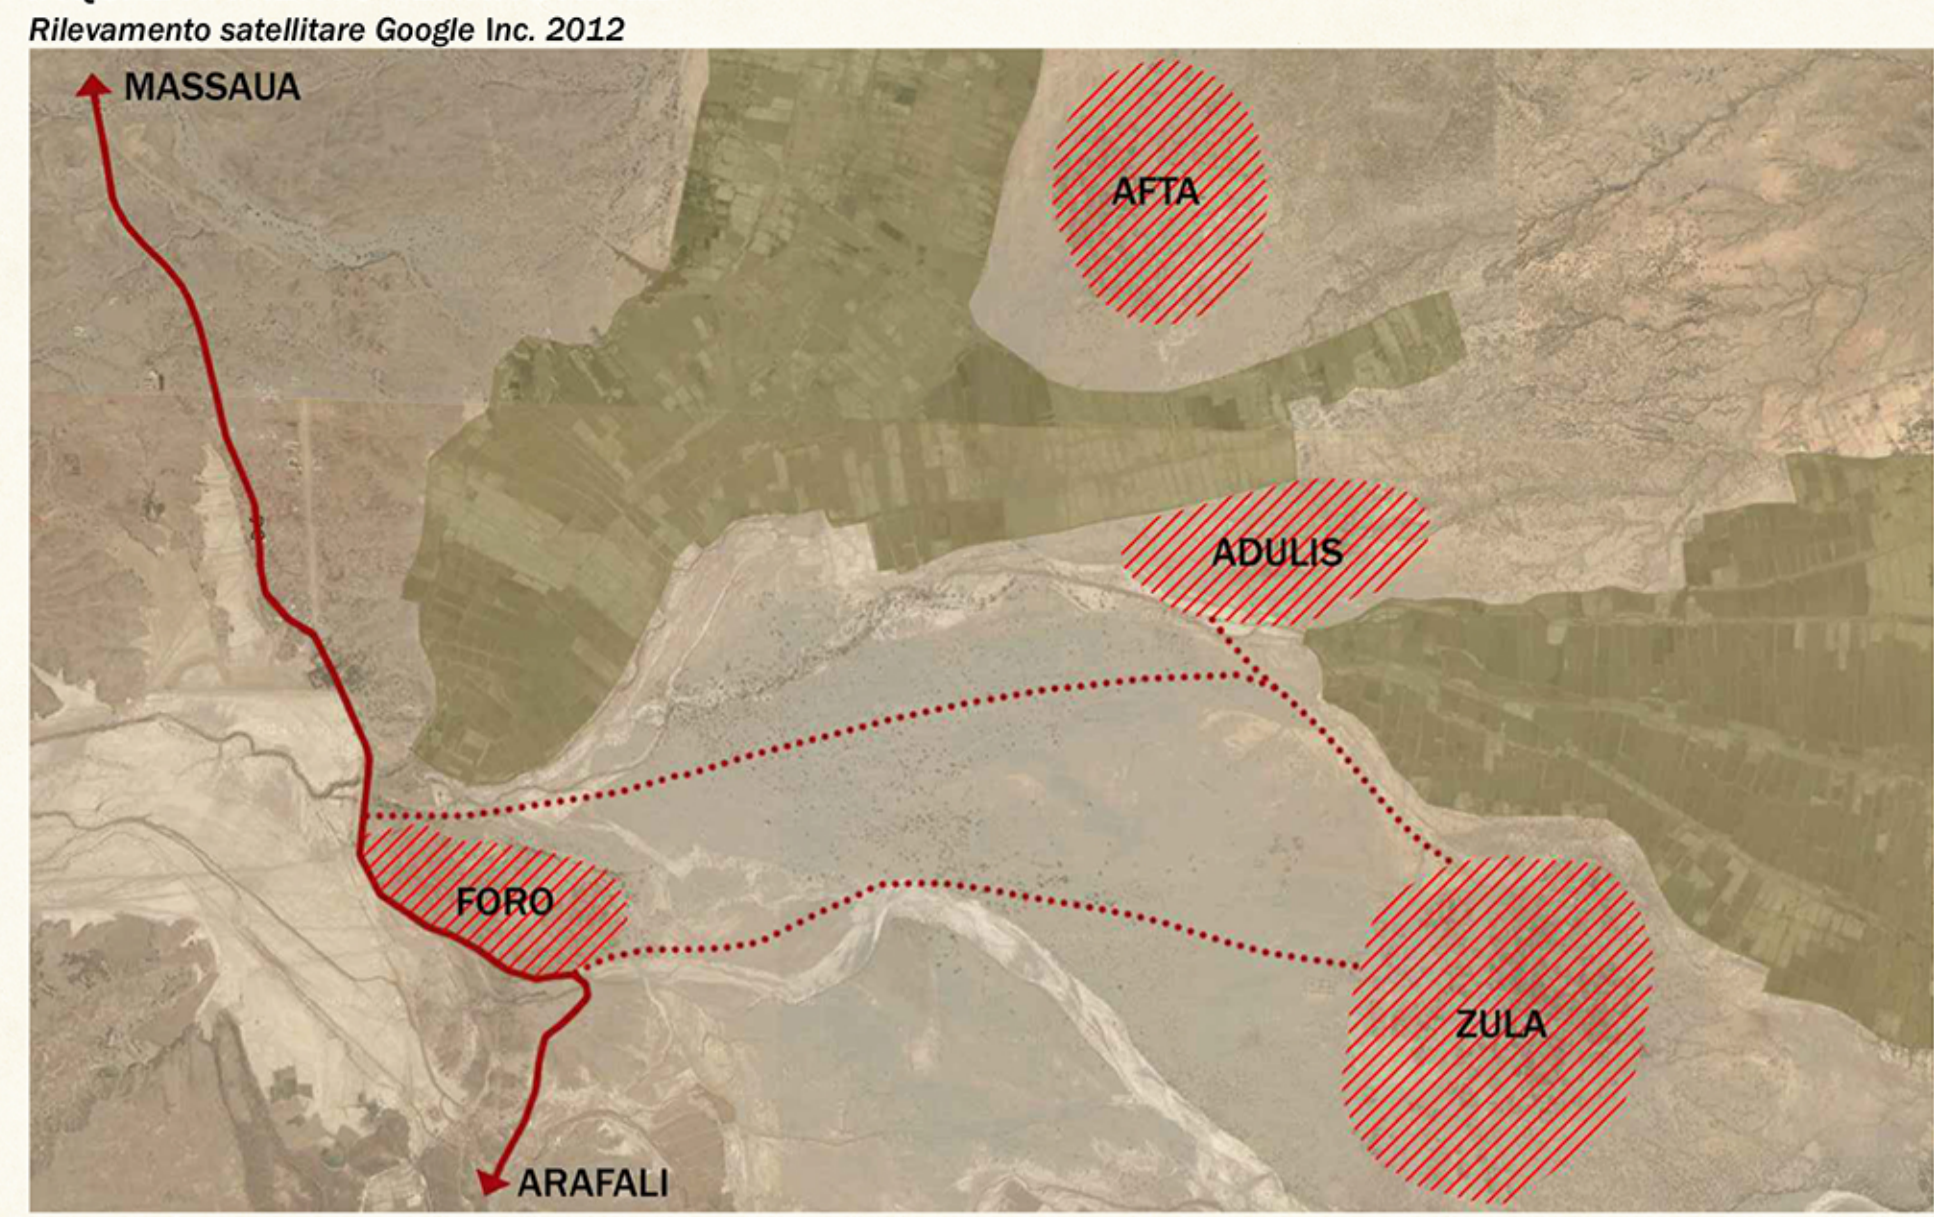 Rilevamento satellitare Google Inc. 2012
MASSAUA
AFTA
ADULIS
FORO
ZULA
ARAFALI